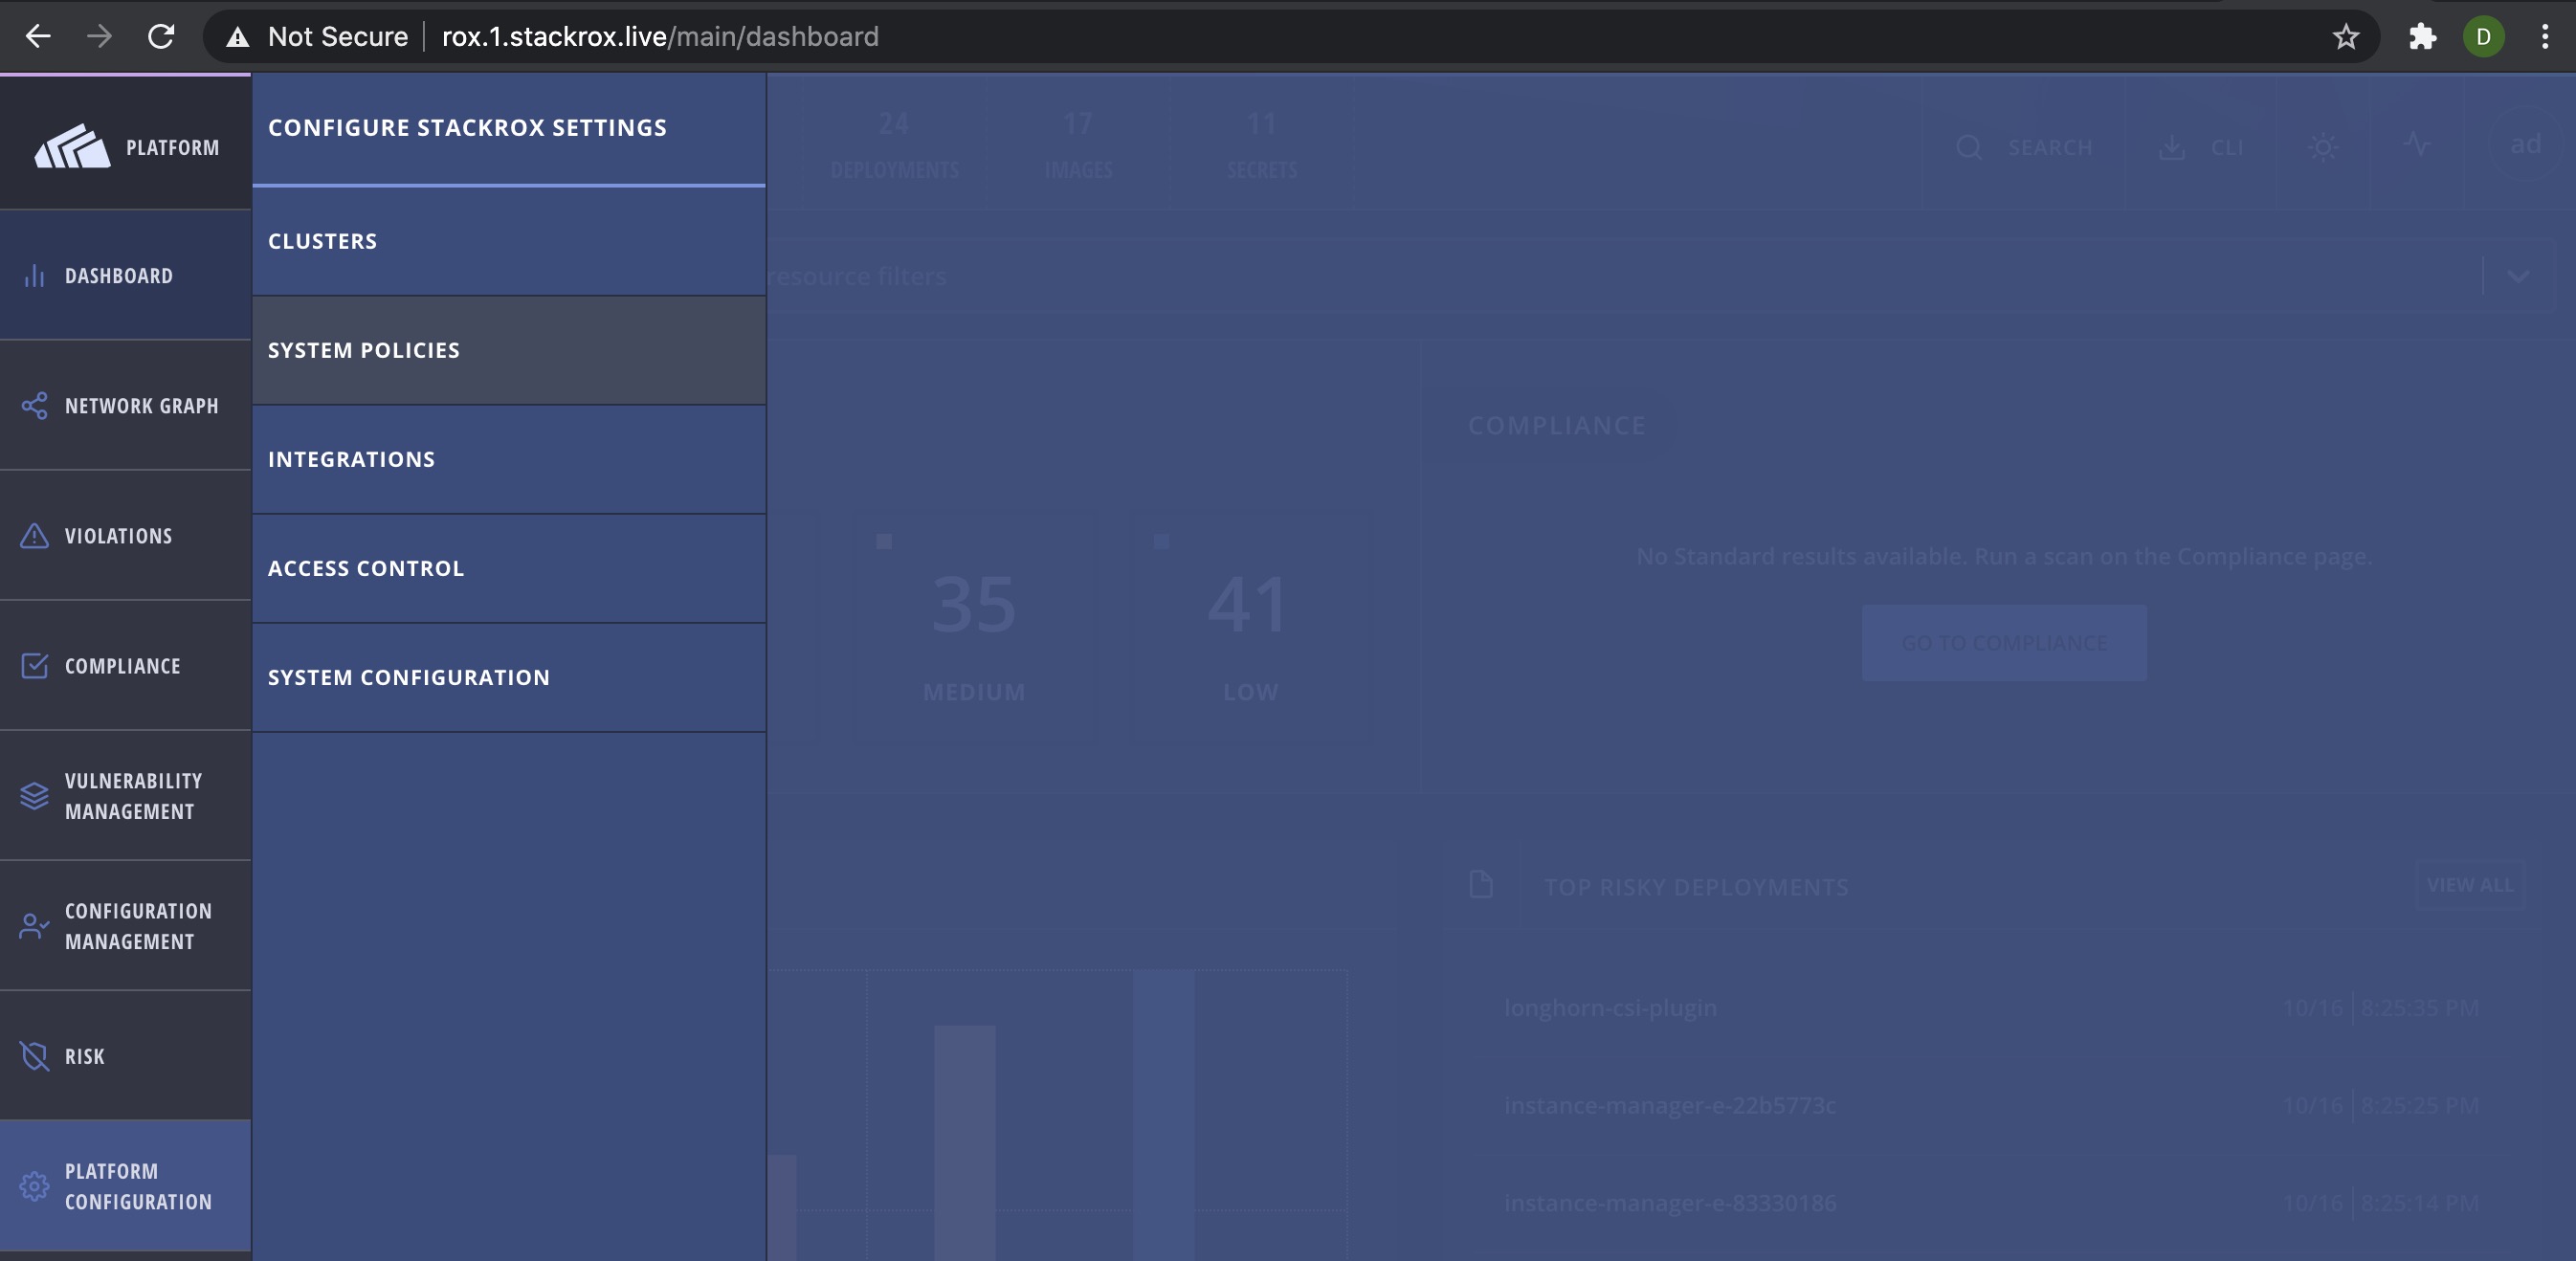 Not Secure | rox.1.stackrox.live/main/dashboard
D
PLATFORM
DASHBOARD
NETWORK GRAPH
VIOLATIONS
COMPLIANCE
VULNERABILITY
MANAGEMENT
CONFIGURATION
MANAGEMENT
RISK
PLATFORM
CONFIGURATION
CONFIGURE STACKROX SETTINGS
CLUSTERS
SYSTEM POLICIES
INTEGRATIONS
ACCESS CONTROL
SYSTEM CONFIGURATION
24
DEPLOYMENTS
17
IMAGES
11
SECRETS
SEARCH
CLI
ad
resource filters
35
MEDIUM
41
LOW
COMPLIANCE
No Standard results available. Run a scan on the Compliance page.
GO TO COMPLIANCE
TOP RISKY DEPLOYMENTS
VIEW ALL
longhorn-csi-plugin 10/16 | 8:25:35 PM
instance-manager-e-22b5773c 10/16 | 8:25:25 PM
instance-manager-e-83330186 10/16 | 8:25:14 PM